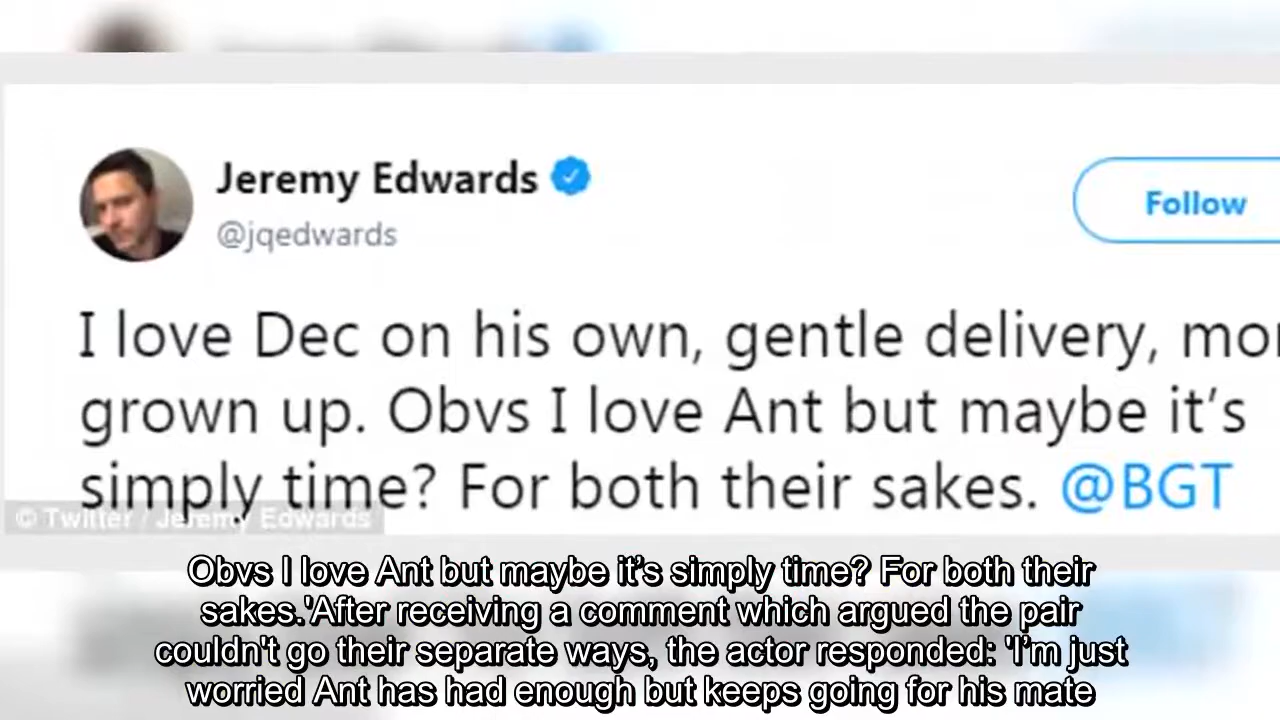 Jeremy Edwards
@jqedwards
Follow
I love Dec on his own, gentle delivery,
grown up. Obvs I love Ant but maybe it’s
simply time? For both their sakes. @BGT
© Twitter / Jeremy Edwards
Obvs I love Ant but maybe it’s simply time? For both their
sakes.'After receiving a comment which argued the pair
couldn't go their separate ways, the actor responded: 'I’m just
worried Ant has had enough but keeps going for his mate